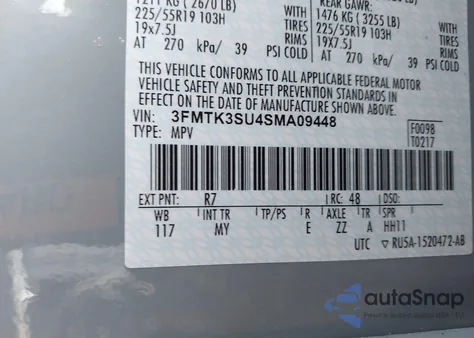 1211 KG ( 2670 LB) WITH REAR GAWR:
225/55R19 103H TIRES 1476 KG ( 3255 LB) WITH
19x7.5J RIMS 225/55R19 103H TIRES
AT 270 kPa/ 39 PSI COLD 19x7.5J RIMS
AT 270 kPa/ 39 PSI COLD
THIS VEHICLE CONFORMS TO ALL APPLICABLE FEDERAL MOTOR
VEHICLE SAFETY AND THEFT PREVENTION STANDARDS IN
EFFECT ON THE DATE OF MANUFACTURE SHOWN ABOVE.
VIN: 3FMTK3SU4SMA09448 F0098
TYPE: MPV T0217
EXT PNT: R7 RC: 48 DSO:
WB INT TR TP/PS R AXLE TR SPR
117 MY E ZZ A HH11
UTC ▽ RU5A-1520472-AB
autoSnap